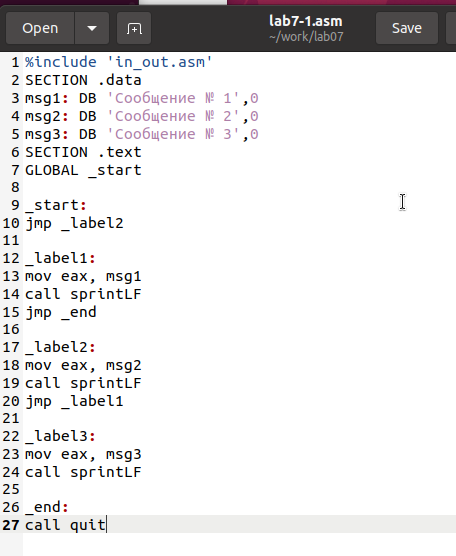 Open
lab7-1.asm
~/work/lab07
Save
1 %include 'in_out.asm'
2 SECTION .data
3 msg1: DB 'Сообщение № 1',0
4 msg2: DB 'Сообщение № 2',0
5 msg3: DB 'Сообщение № 3',0
6 SECTION .text
7 GLOBAL _start
8
9 _start:
10 jmp _label2
11
12 _label1:
13 mov eax, msg1
14 call sprintLF
15 jmp _end
16
17 _label2:
18 mov eax, msg2
19 call sprintLF
20 jmp _label1
21
22 _label3:
23 mov eax, msg3
24 call sprintLF
25
26 _end:
27 call quit